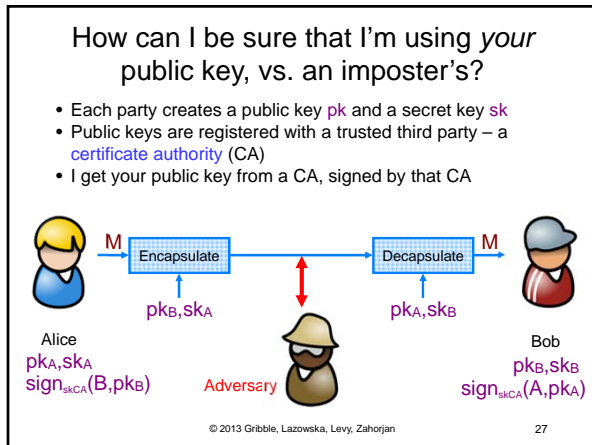 How can I be sure that I'm using your
public key, vs. an imposter's?
• Each party creates a public key pk and a secret key sk
• Public keys are registered with a trusted third party – a
certificate authority (CA)
• I get your public key from a CA, signed by that CA
M
Encapsulate
Decapsulate
M
pkB,skA
pkA,skB
Alice
Bob
pkA,skA
pkB,skB
signskCA(B,pkB)
Adversary
signskCA(A,pkA)
© 2013 Gribble, Lazowska, Levy, Zahorjan
27